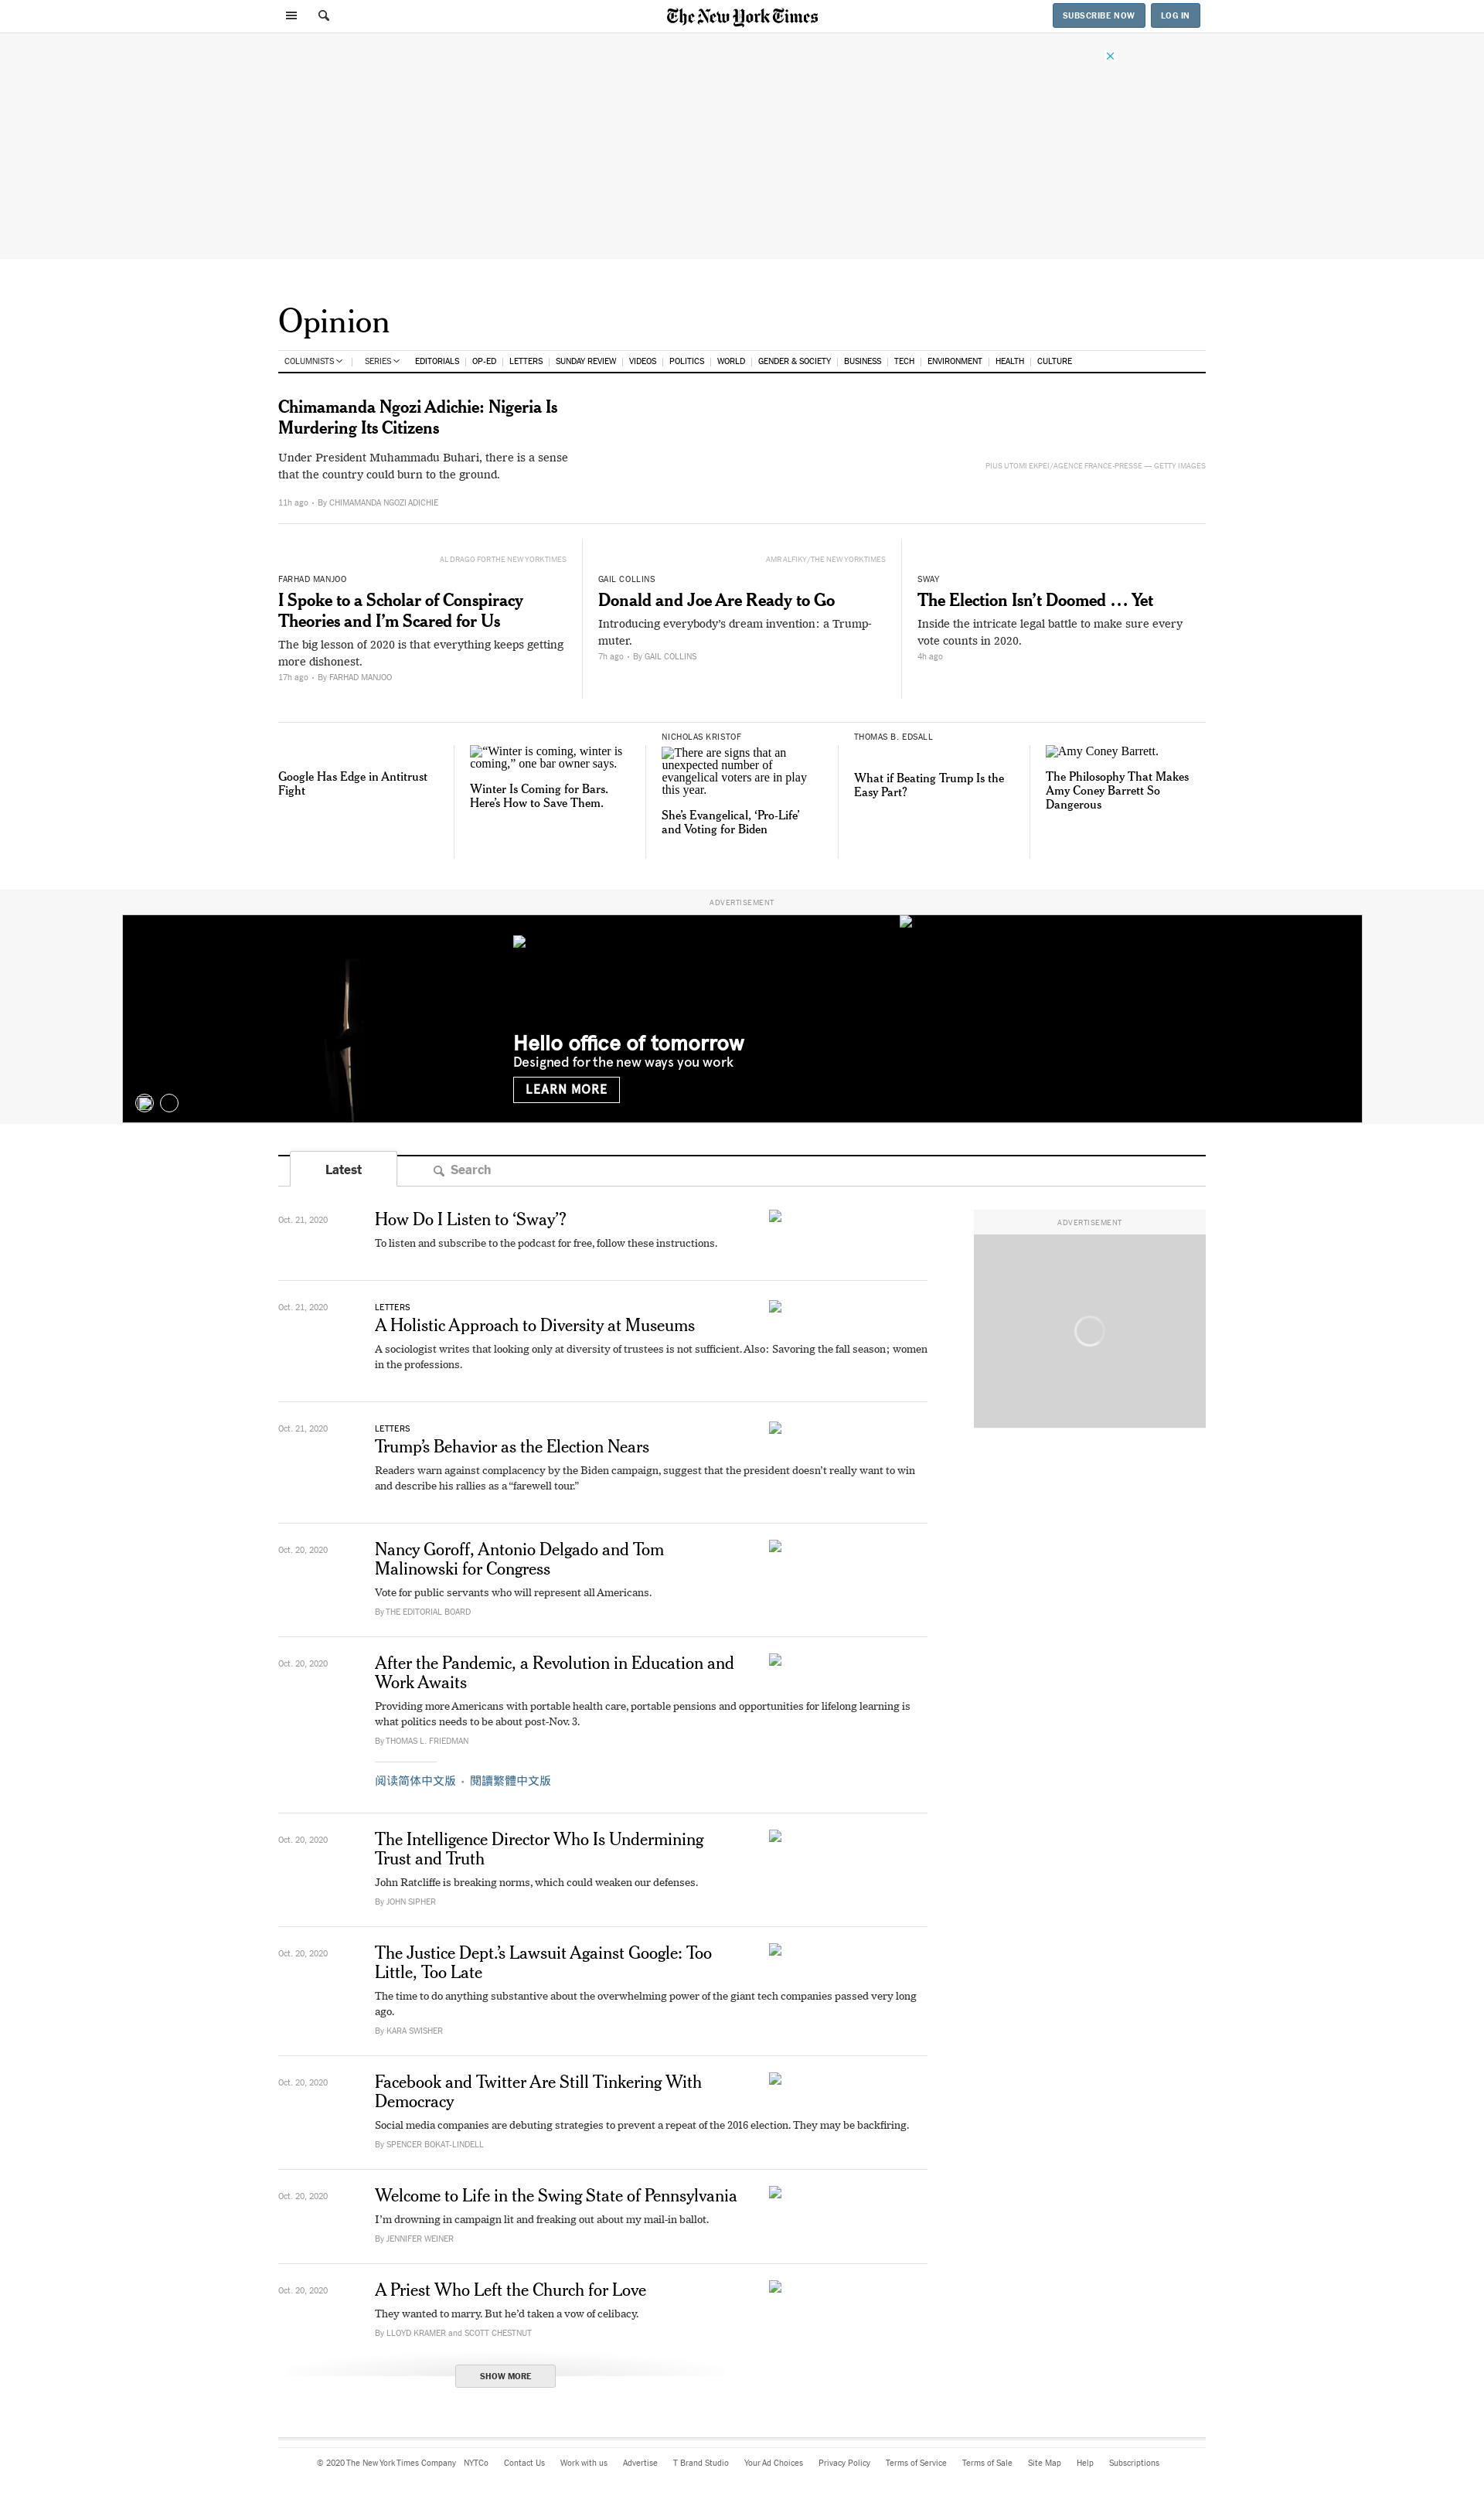 The New York Times
SUBSCRIBE NOW
LOG IN
Opinion
COLUMNISTS
SERIES
EDITORIALS
OP-ED
LETTERS
SUNDAY REVIEW
VIDEOS
POLITICS
WORLD
GENDER & SOCIETY
BUSINESS
TECH
ENVIRONMENT
HEALTH
CULTURE
Chimamanda Ngozi Adichie: Nigeria Is
Murdering Its Citizens
Under President Muhammadu Buhari, there is a sense
that the country could burn to the ground.
11h ago • By CHIMAMANDA NGOZI ADICHIE
PIUS UTOMI EKPEI/AGENCE FRANCE-PRESSE — GETTY IMAGES
AL DRAGO FOR THE NEW YORK TIMES
FARHAD MANJOO
I Spoke to a Scholar of Conspiracy
Theories and I’m Scared for Us
The big lesson of 2020 is that everything keeps getting
more dishonest.
17h ago • By FARHAD MANJOO
AMR ALFIKY/THE NEW YORK TIMES
GAIL COLLINS
Donald and Joe Are Ready to Go
Introducing everybody’s dream invention: a Trump-
muter.
7h ago • By GAIL COLLINS
SWAY
The Election Isn’t Doomed … Yet
Inside the intricate legal battle to make sure every
vote counts in 2020.
4h ago
Google Has Edge in Antitrust
Fight
“Winter is coming, winter is
coming,” one bar owner says.
Winter Is Coming for Bars.
Here’s How to Save Them.
NICHOLAS KRISTOF
There are signs that an
unexpected number of
evangelical voters are in play
this year.
She’s Evangelical, ‘Pro-Life’
and Voting for Biden
THOMAS B. EDSALL
What if Beating Trump Is the
Easy Part?
Amy Coney Barrett.
The Philosophy That Makes
Amy Coney Barrett So
Dangerous
ADVERTISEMENT
Hello office of tomorrow
Designed for the new ways you work
LEARN MORE
Latest
Search
Oct. 21, 2020
How Do I Listen to ‘Sway’?
To listen and subscribe to the podcast for free, follow these instructions.
ADVERTISEMENT
Oct. 21, 2020
LETTERS
A Holistic Approach to Diversity at Museums
A sociologist writes that looking only at diversity of trustees is not sufficient. Also: Savoring the fall season; women
in the professions.
Oct. 21, 2020
LETTERS
Trump’s Behavior as the Election Nears
Readers warn against complacency by the Biden campaign, suggest that the president doesn’t really want to win
and describe his rallies as a “farewell tour.”
Oct. 20, 2020
Nancy Goroff, Antonio Delgado and Tom
Malinowski for Congress
Vote for public servants who will represent all Americans.
By THE EDITORIAL BOARD
Oct. 20, 2020
After the Pandemic, a Revolution in Education and
Work Awaits
Providing more Americans with portable health care, portable pensions and opportunities for lifelong learning is
what politics needs to be about post-Nov. 3.
By THOMAS L. FRIEDMAN
阅读简体中文版 • 閱讀繁體中文版
Oct. 20, 2020
The Intelligence Director Who Is Undermining
Trust and Truth
John Ratcliffe is breaking norms, which could weaken our defenses.
By JOHN SIPHER
Oct. 20, 2020
The Justice Dept.’s Lawsuit Against Google: Too
Little, Too Late
The time to do anything substantive about the overwhelming power of the giant tech companies passed very long
ago.
By KARA SWISHER
Oct. 20, 2020
Facebook and Twitter Are Still Tinkering With
Democracy
Social media companies are debuting strategies to prevent a repeat of the 2016 election. They may be backfiring.
By SPENCER BOKAT-LINDELL
Oct. 20, 2020
Welcome to Life in the Swing State of Pennsylvania
I’m drowning in campaign lit and freaking out about my mail-in ballot.
By JENNIFER WEINER
Oct. 20, 2020
A Priest Who Left the Church for Love
They wanted to marry. But he’d taken a vow of celibacy.
By LLOYD KRAMER and SCOTT CHESTNUT
SHOW MORE
© 2020 The New York Times Company NYTCo Contact Us Work with us Advertise T Brand Studio Your Ad Choices Privacy Policy Terms of Service Terms of Sale Site Map Help Subscriptions